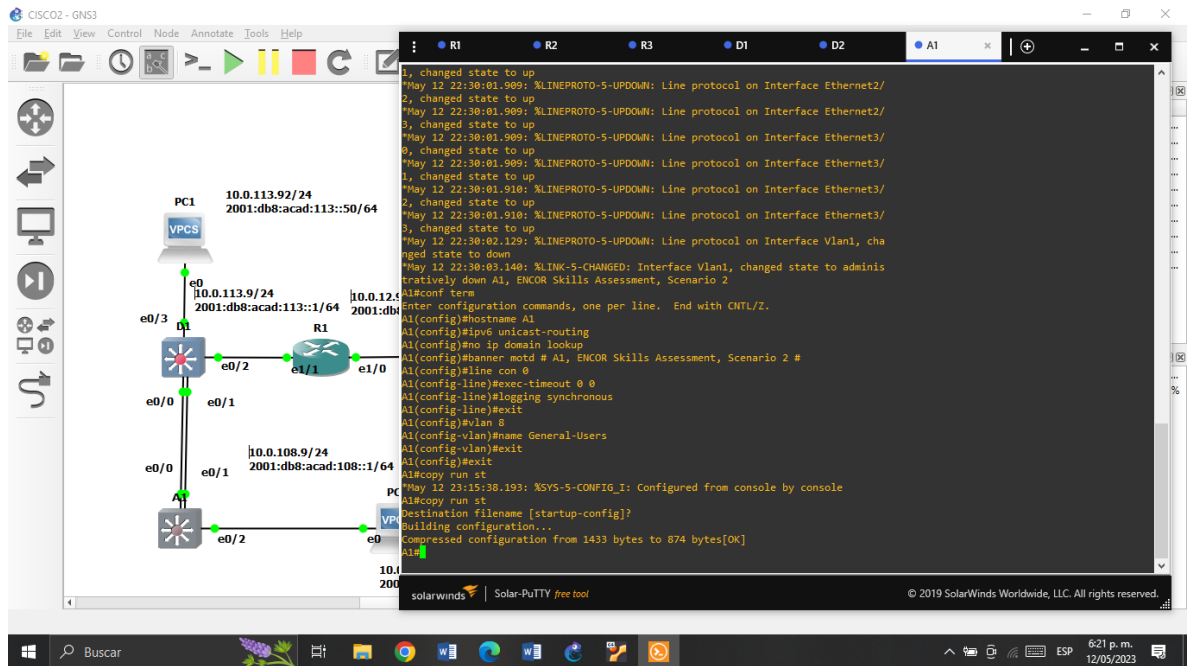 CISCO2 - GNS3
File Edit View Control Node Annotate Tools Help
R1 R2 R3 D1 D2 A1
10.0.113.92/24
PC1
2001:db8:acad:113::50/64
VPCS
e0
10.0.113.9/24
2001:db8:acad:113::1/64
10.0.12.9
2001:db8
e0/3
D1
R1
e0/2
e1/1
e1/0
e0/0
e0/1
10.0.108.9/24
2001:db8:acad:108::1/64
e0/0
e0/1
A1
PC
VP
e0/2
e0
10.0
200
1, changed state to up
*May 12 22:30:01.909: %LINEPROTO-5-UPDOWN: Line protocol on Interface Ethernet2/
2, changed state to up
*May 12 22:30:01.909: %LINEPROTO-5-UPDOWN: Line protocol on Interface Ethernet2/
3, changed state to up
*May 12 22:30:01.909: %LINEPROTO-5-UPDOWN: Line protocol on Interface Ethernet3/
0, changed state to up
*May 12 22:30:01.909: %LINEPROTO-5-UPDOWN: Line protocol on Interface Ethernet3/
1, changed state to up
*May 12 22:30:01.910: %LINEPROTO-5-UPDOWN: Line protocol on Interface Ethernet3/
2, changed state to up
*May 12 22:30:01.910: %LINEPROTO-5-UPDOWN: Line protocol on Interface Ethernet3/
3, changed state to up
*May 12 22:30:02.129: %LINEPROTO-5-UPDOWN: Line protocol on Interface Vlan1, cha
nged state to down
*May 12 22:30:03.140: %LINK-5-CHANGED: Interface Vlan1, changed state to adminis
tratively down A1, ENCOR Skills Assessment, Scenario 2
A1#conf term
Enter configuration commands, one per line.  End with CNTL/Z.
A1(config)#hostname A1
A1(config)#ipv6 unicast-routing
A1(config)#no ip domain lookup
A1(config)#banner motd # A1, ENCOR Skills Assessment, Scenario 2 #
A1(config)#line con 0
A1(config-line)#exec-timeout 0 0
A1(config-line)#logging synchronous
A1(config-line)#exit
A1(config)#vlan 8
A1(config-vlan)#name General-Users
A1(config-vlan)#exit
A1(config)#exit
A1#copy run st
*May 12 23:15:38.193: %SYS-5-CONFIG_I: Configured from console by console
A1#copy run st
Destination filename [startup-config]?
Building configuration...
Compressed configuration from 1433 bytes to 874 bytes[OK]
A1#
solarwinds Solar-PuTTY free tool © 2019 SolarWinds Worldwide, LLC. All rights reserved.
%
Buscar
ESP
6:21 p. m.
12/05/2023